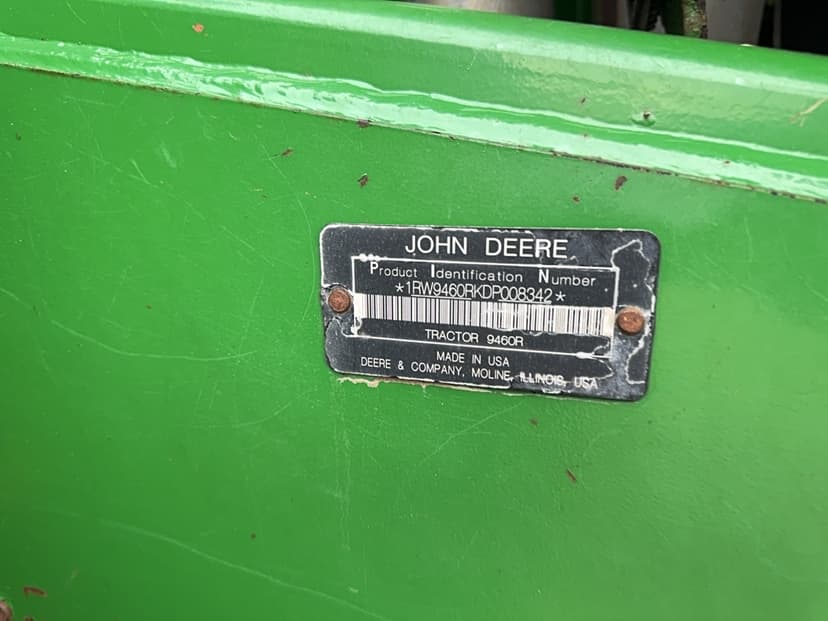 JOHN DEERE
Product Identification Number
*1RW9460RKDP008342*
TRACTOR 9460R
MADE IN USA
DEERE & COMPANY, MOLINE, ILLINOIS, USA